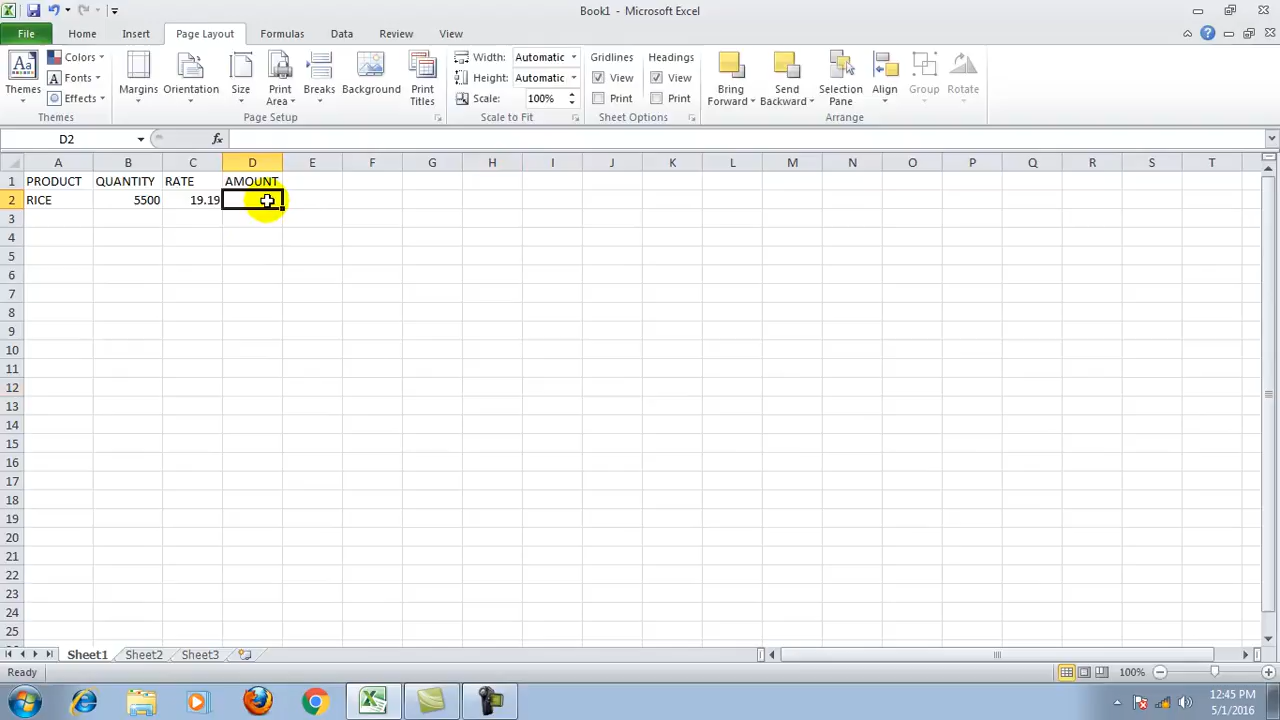 Book1 - Microsoft Excel
File Home Insert Page Layout Formulas Data Review View
Aa Themes Colors Fonts Effects Themes
Margins Orientation Size Print Area Breaks Background Print Titles Page Setup
Width: Automatic Height: Automatic Scale: 100% Scale to Fit
Gridlines View Print Headings View Print Sheet Options
Bring Forward Send Backward Selection Pane Align Group Rotate Arrange
D2 fx
A B C D E F G H I J K L M N O P Q R S T
1 PRODUCT QUANTITY RATE AMOUNT
2 RICE 5500 19.19
3
4
5
6
7
8
9
10
11
12
13
14
15
16
17
18
19
20
21
22
23
24
25
Sheet1 Sheet2 Sheet3
Ready 100%
12:45 PM
5/1/2016